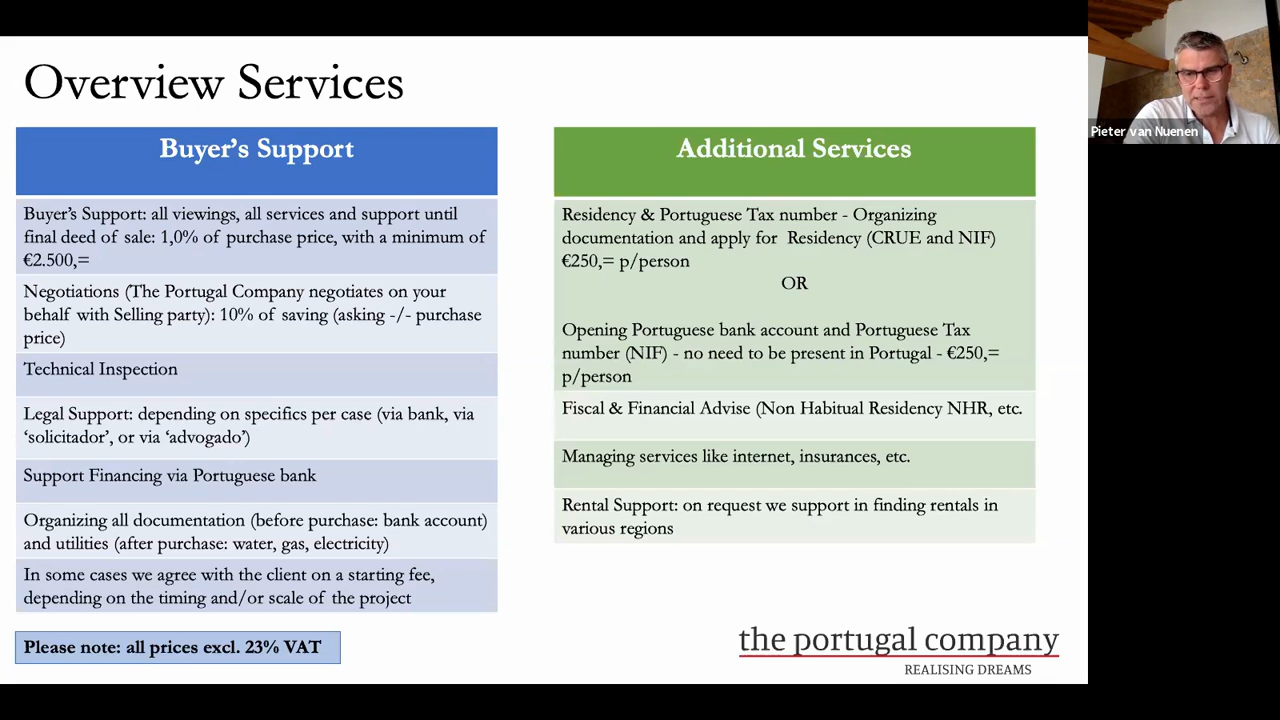 Overview Services
Buyer's Support
Buyer's Support: all viewings, all services and support until
final deed of sale: 1,0% of purchase price, with a minimum of
€2.500,=
Negotiations (The Portugal Company negotiates on your
behalf with Selling party): 10% of saving (asking -/- purchase
price)
Technical Inspection
Legal Support: depending on specifics per case (via bank, via
'solicitador', or via 'advogado')
Support Financing via Portuguese bank
Organizing all documentation (before purchase: bank account)
and utilities (after purchase: water, gas, electricity)
In some cases we agree with the client on a starting fee,
depending on the timing and/or scale of the project
Please note: all prices excl. 23% VAT
Additional Services
Residency & Portuguese Tax number - Organizing
documentation and apply for Residency (CRUE and NIF)
€250,= p/person
OR
Opening Portuguese bank account and Portuguese Tax
number (NIF) - no need to be present in Portugal - €250,=
p/person
Fiscal & Financial Advise (Non Habitual Residency NHR, etc.
Managing services like internet, insurances, etc.
Rental Support: on request we support in finding rentals in
various regions
the portugal company
REALISING DREAMS
Pieter van Nuenen